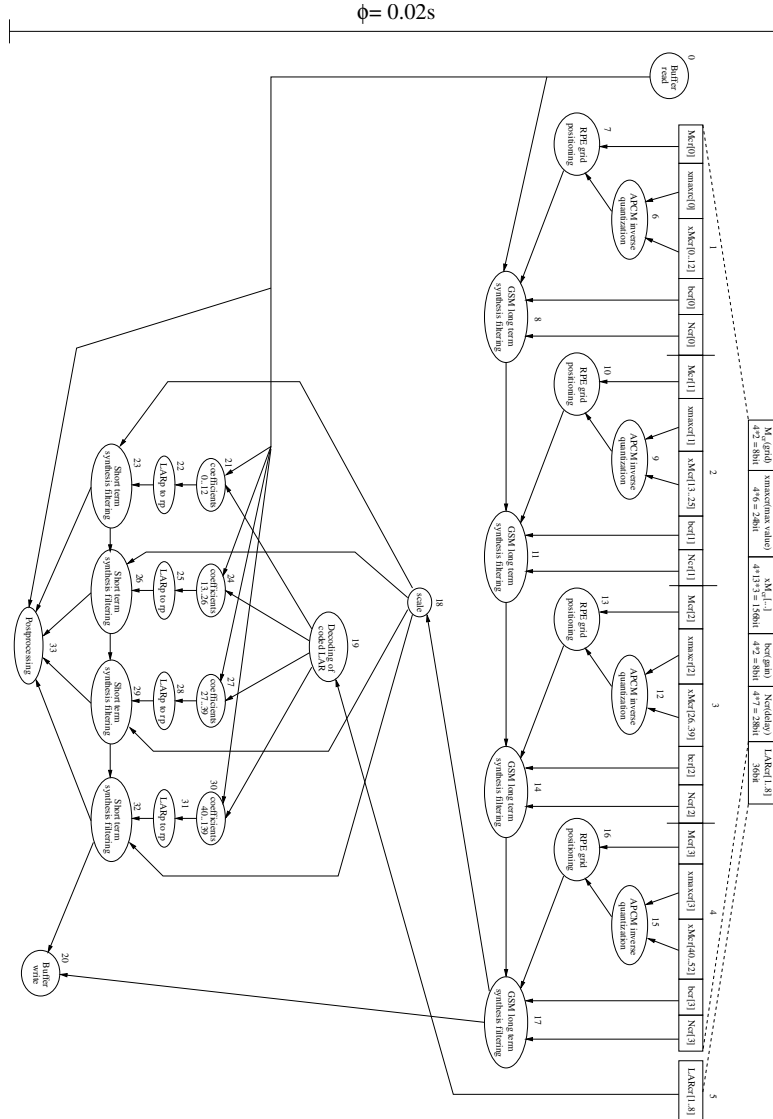 ϕ= 0.02s
0
Buffer
read
M_cr(grid)
4*2 = 8bit
xmaxcr(max value)
4*6 = 24bit
xM_cr[...]
4*13*3 = 156bit
bcr(gain)
4*2 = 8bit
Ncr(delay)
4*7 = 28bit
LARcr[1..8]
36bit
1
Mcr[0]
xmaxrc[0]
xMcr[0..12]
bcr[0]
Ncr[0]
2
Mcr[1]
xmaxcr[1]
xMcr[13..25]
bcr[1]
Ncr[1]
3
Mcr[2]
xmaxcr[2]
xMcr[26..39]
bcr[2]
Ncr[2]
4
Mcr[3]
xmaxcr[3]
xMcr[40..52]
bcr[3]
Ncr[3]
5
LARcr[1..8]
6
APCM inverse
quantization
7
RPE grid
positioning
8
GSM long term
synthesis filtering
9
APCM inverse
quantization
10
RPE grid
positioning
11
GSM long term
synthesis filtering
12
APCM inverse
quantization
13
RPE grid
positioning
14
GSM long term
synthesis filtering
15
APCM inverse
quantization
16
RPE grid
positioning
17
GSM long term
synthesis filtering
18
scale
19
Decoding of
coded LAR
21
coefficients
0..12
22
LARp to rp
23
Short term
synthesis filtering
24
coefficients
13..26
25
LARp to rp
26
Short term
synthesis filtering
27
coefficients
27..39
28
LARp to rp
29
Short term
synthesis filtering
30
coefficients
40..139
31
LARp to rp
32
Short term
synthesis filtering
33
Postprocessing
20
Buffer
write